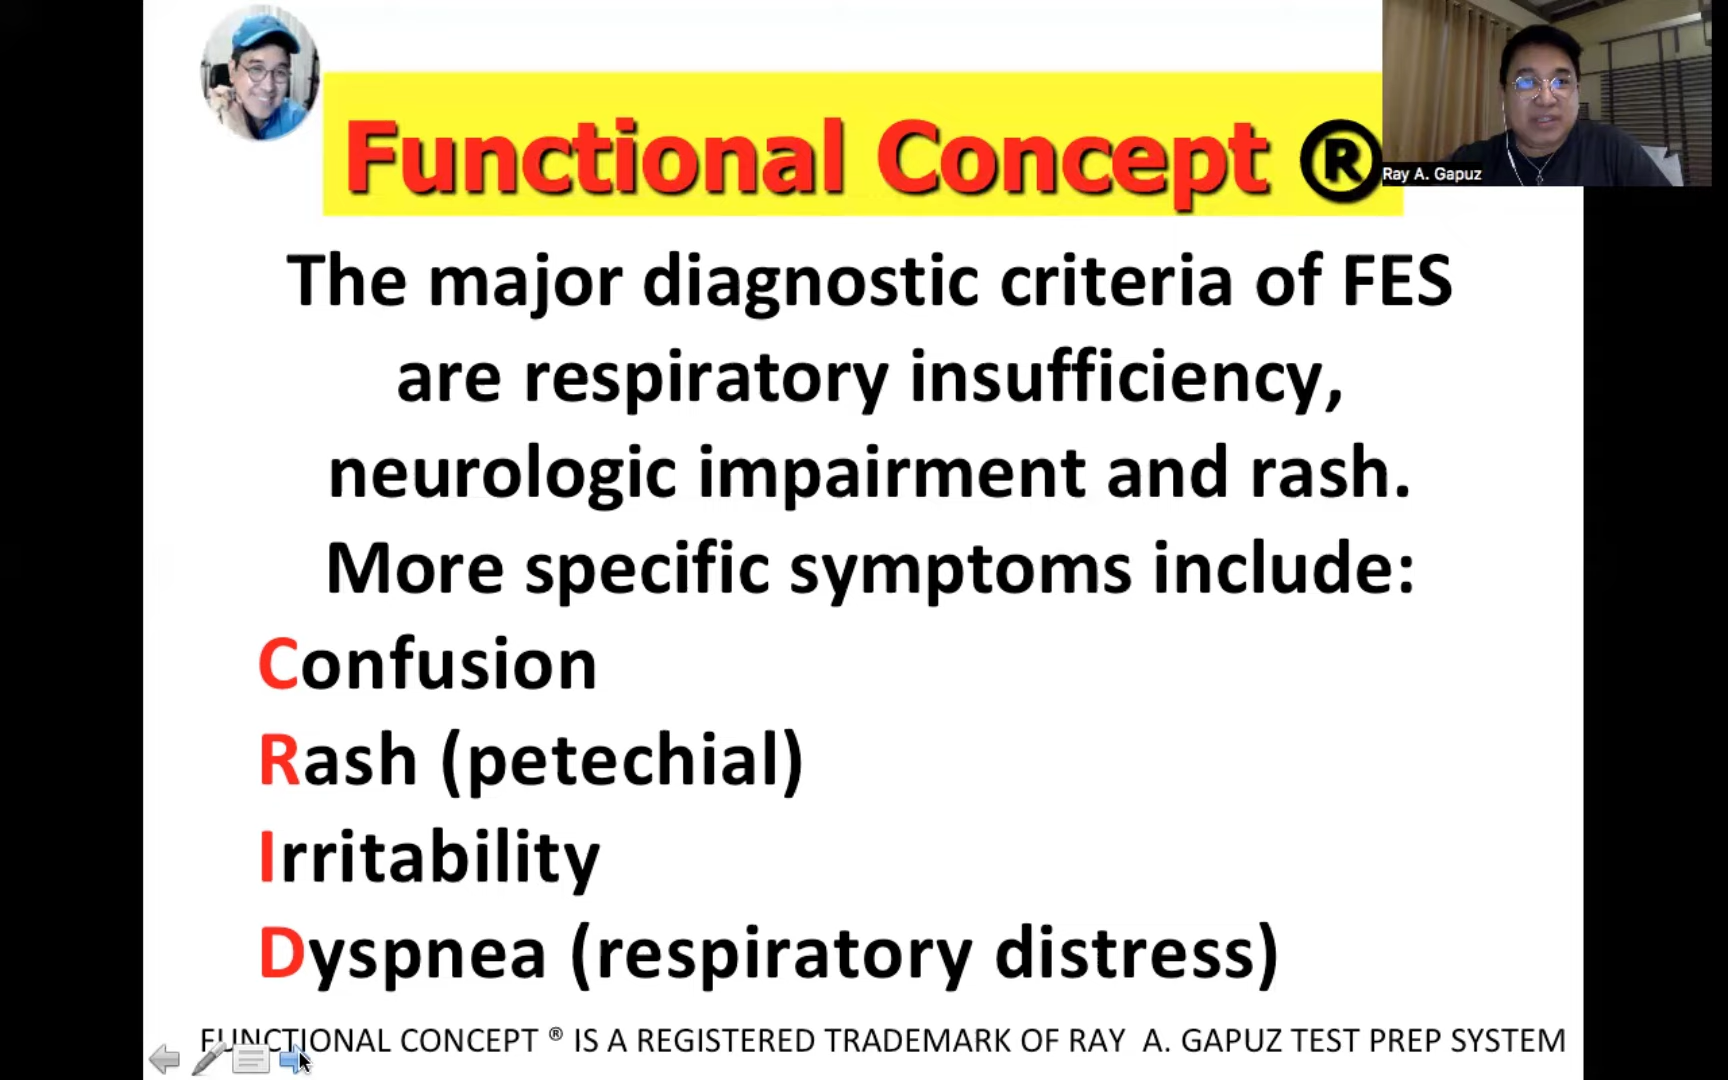 Functional Concept ®
Ray A. Gapuz
The major diagnostic criteria of FES
are respiratory insufficiency,
neurologic impairment and rash.
More specific symptoms include:
Confusion
Rash (petechial)
Irritability
Dyspnea (respiratory distress)
FUNCTIONAL CONCEPT ® IS A REGISTERED TRADEMARK OF RAY A. GAPUZ TEST PREP SYSTEM